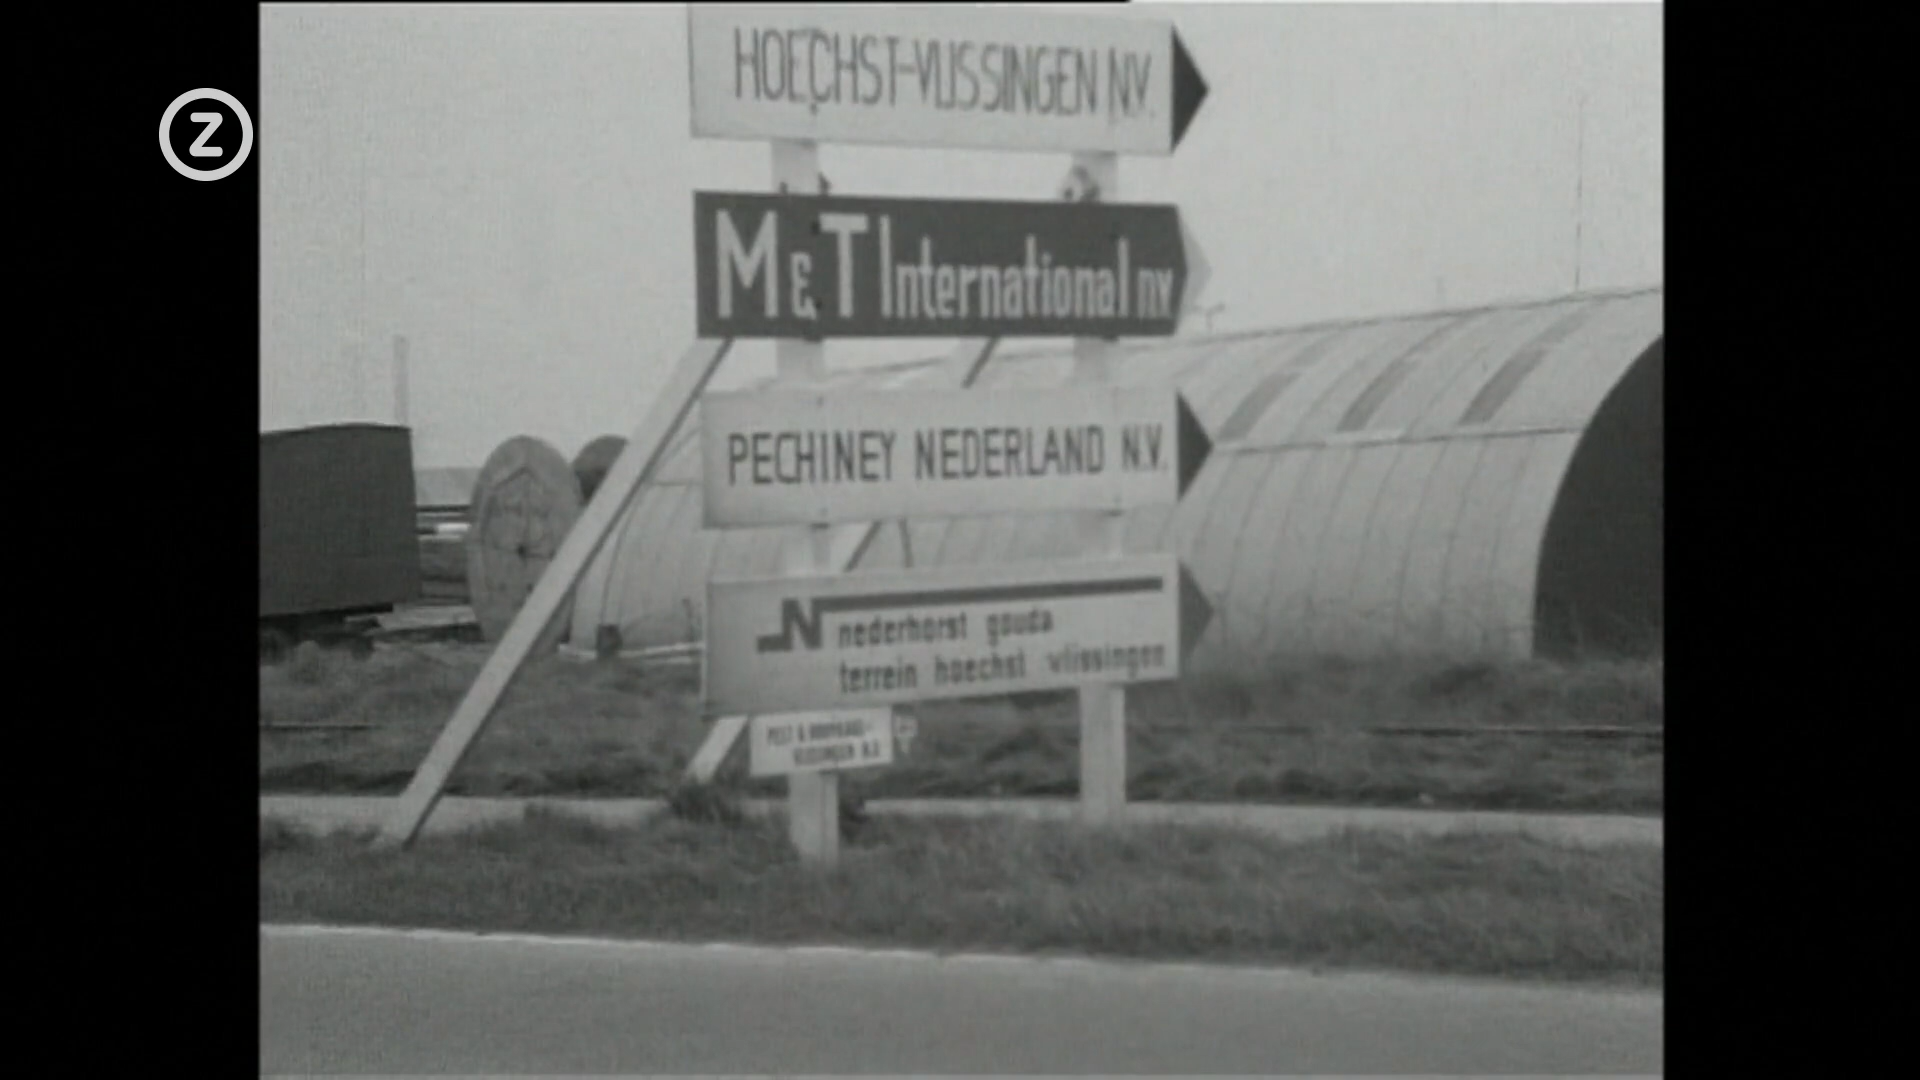 Z
HOECHST-VLISSINGEN N.V.
M & T International nv
PECHINEY NEDERLAND N.V.
N
nederhorst gouda
terrein hoechst vlissingen